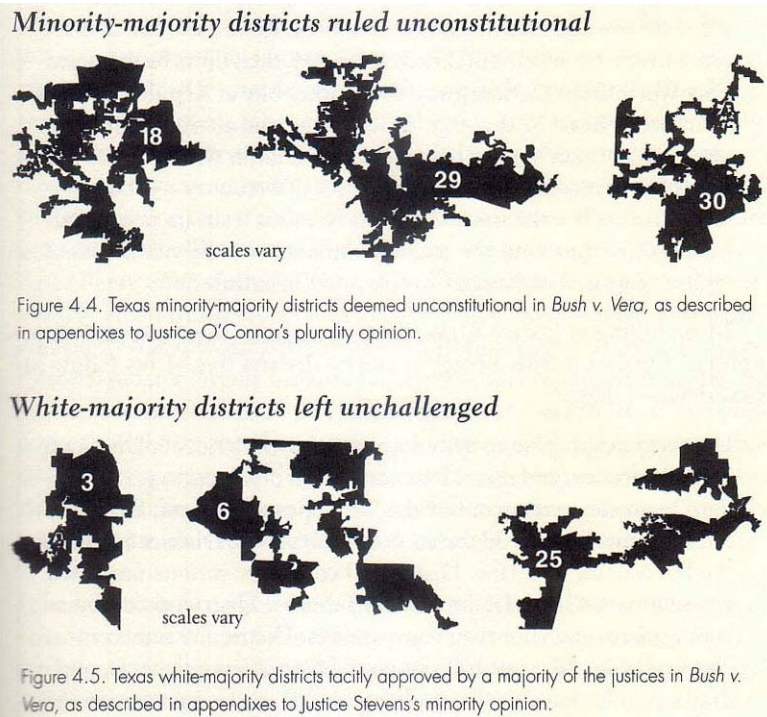 Minority-majority districts ruled unconstitutional
18
29
30
scales vary
Figure 4.4. Texas minority-majority districts deemed unconstitutional in Bush v. Vera, as described
in appendixes to Justice O'Connor's plurality opinion.
White-majority districts left unchallenged
3
6
25
scales vary
Figure 4.5. Texas white-majority districts tacitly approved by a majority of the justices in Bush v.
Vera, as described in appendixes to Justice Stevens's minority opinion.